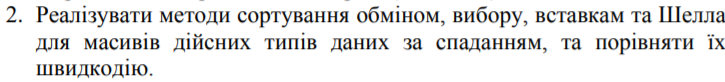 2. Реалізувати методи сортування обміном, вибору, вставкам та Шелла
для масивів дійсних типів даних за спаданням, та порівняти їх
швидкодію.